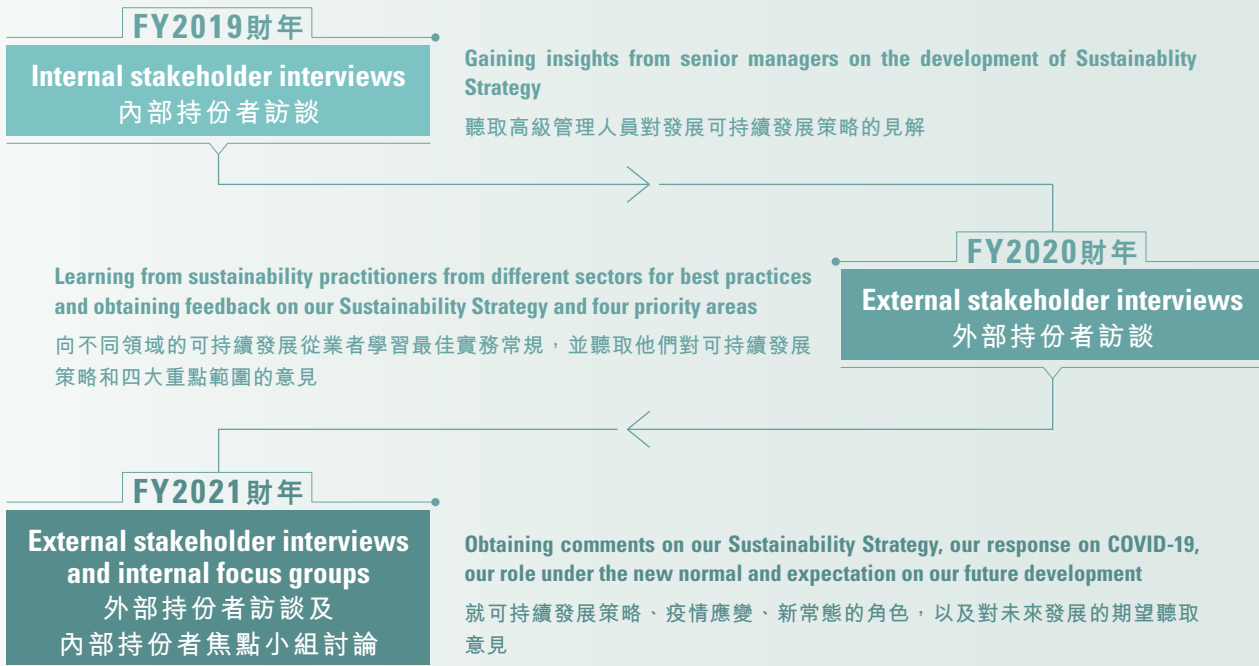 FY2019財年
Internal stakeholder interviews
內部持份者訪談
Gaining insights from senior managers on the development of Sustainablity
Strategy
聽取高級管理人員對發展可持續發展策略的見解
FY2020財年
External stakeholder interviews
外部持份者訪談
Learning from sustainability practitioners from different sectors for best practices
and obtaining feedback on our Sustainability Strategy and four priority areas
向不同領域的可持續發展從業者學習最佳實務常規，並聽取他們對可持續發展
策略和四大重點範圍的意見
FY2021財年
External stakeholder interviews
and internal focus groups
外部持份者訪談及
內部持份者焦點小組討論
Obtaining comments on our Sustainability Strategy, our response on COVID-19,
our role under the new normal and expectation on our future development
就可持續發展策略、疫情應變、新常態的角色，以及對未來發展的期望聽取
意見